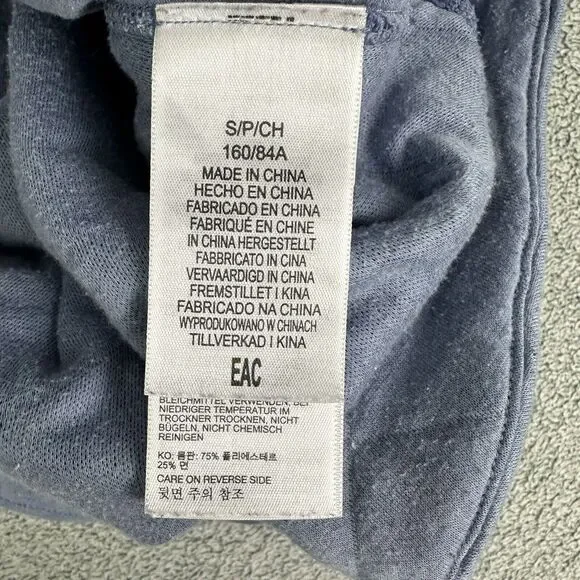 S/P/CH
160/84A
MADE IN CHINA
HECHO EN CHINA
FABRICADO EN CHINA
FABRIQUÉ EN CHINE
IN CHINA HERGESTELLT
FABBRICATO IN CINA
VERVAARDIGD IN CHINA
FREMSTILLET I KINA
FABRICADO NA CHINA
WYPRODUKOWANO W CHINACH
TILLVERKAD I KINA
EAC
BLEICHMITTEL VERWENDEN, BEI
NIEDRIGER TEMPERATUR IM
TROCKNER TROCKNEN, NICHT
BÜGELN, NICHT CHEMISCH
REINIGEN
KO: 몸판: 75% 폴리에스테르
25% 면
CARE ON REVERSE SIDE
뒷면 주의 참조